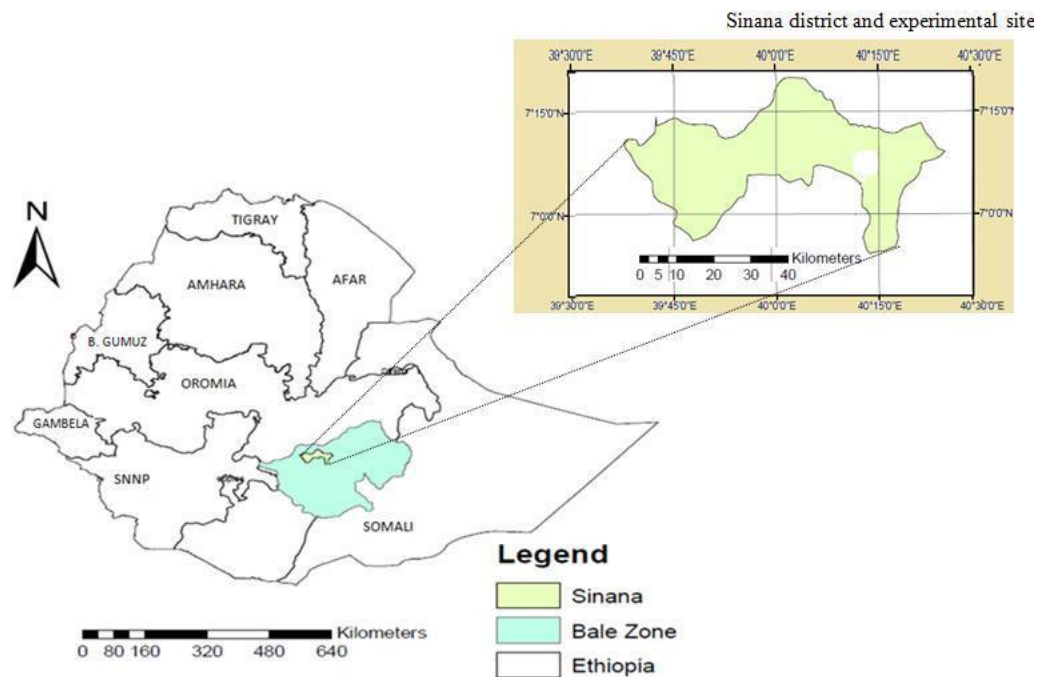 Sinana district and experimental site
39°30'0"E 39°45'0"E 40°0'0"E 40°15'0"E 40°30'0"E
7°15'0"N 7°15'0"N
7°0'0"N 7°0'0"N
Kilometers
0 5 10 20 30 40
39°30'0"E 39°45'0"E 40°0'0"E 40°15'0"E 40°30'0"E
N
TIGRAY
AFAR
AMHARA
B. GUMUZ
OROMIA
GAMBELA
SNNP
SOMALI
Legend
Sinana
Bale Zone
Ethiopia
Kilometers
0 80 160 320 480 640